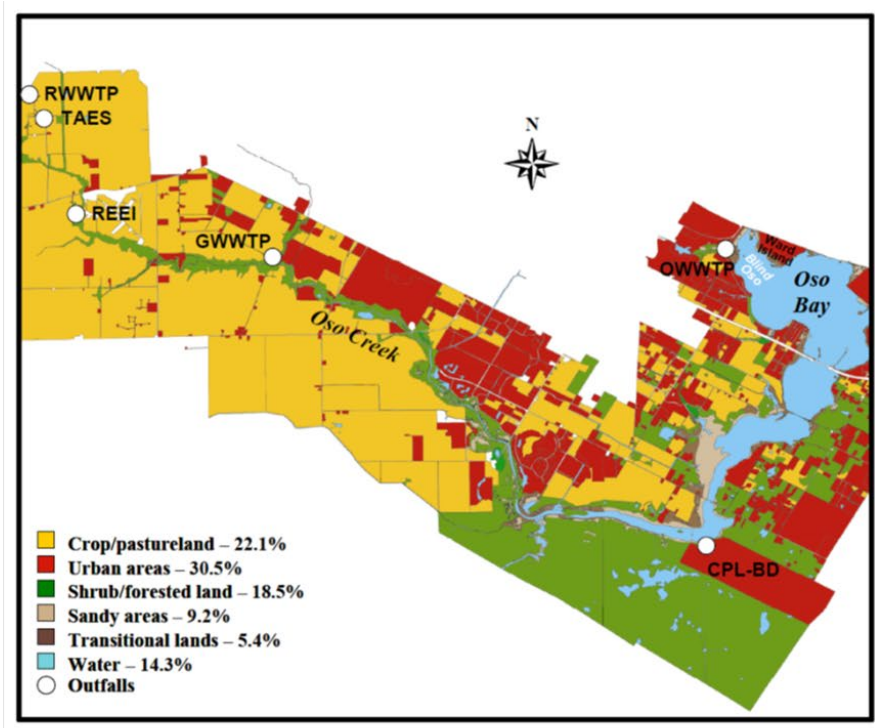 RWWTP
TAES
N
REEI
GWWTP
OWWTP
Ward
Island
Blind
Oso
Oso
Bay
Oso Creek
CPL-BD
Crop/pastureland – 22.1%
Urban areas – 30.5%
Shrub/forested land – 18.5%
Sandy areas – 9.2%
Transitional lands – 5.4%
Water – 14.3%
Outfalls